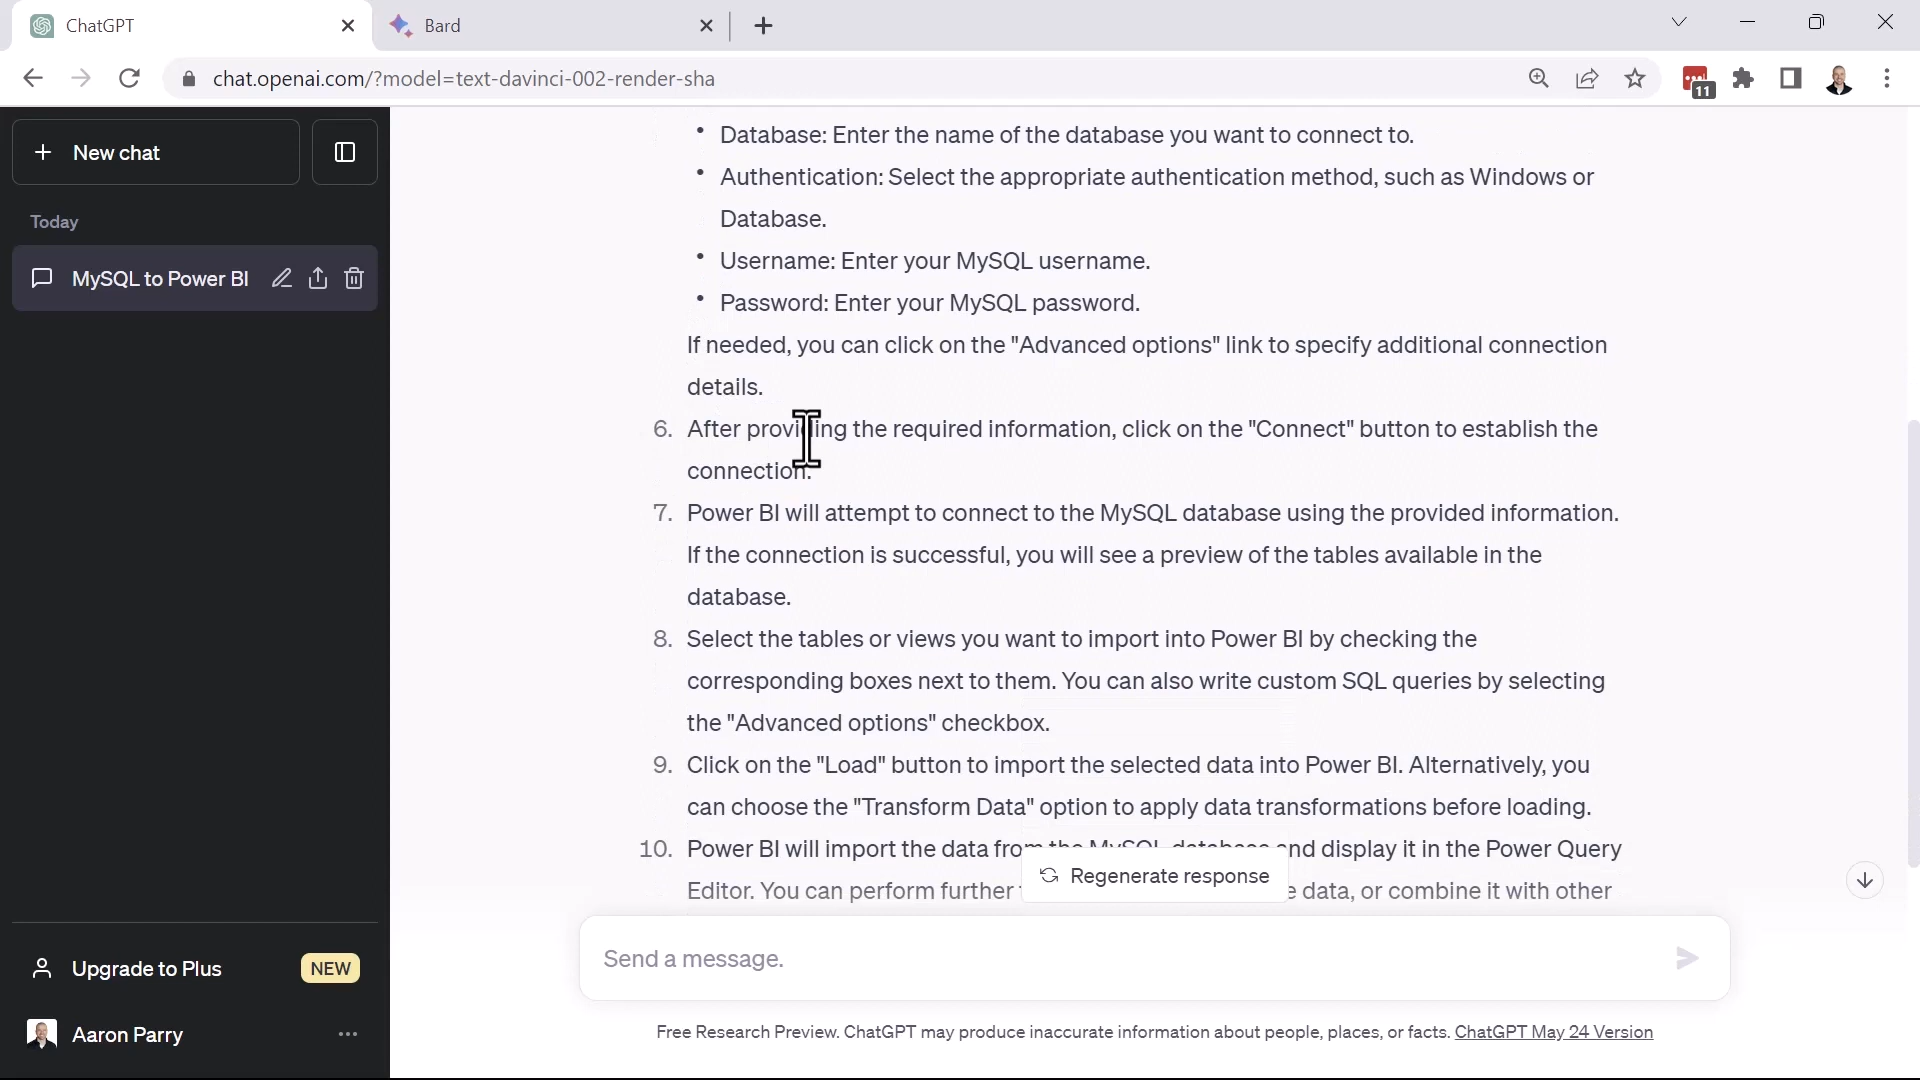 ChatGPT
Bard
chat.openai.com/?model=text-davinci-002-render-sha
11
New chat
Today
MySQL to Power BI
• Database: Enter the name of the database you want to connect to.
• Authentication: Select the appropriate authentication method, such as Windows or
Database.
• Username: Enter your MySQL username.
• Password: Enter your MySQL password.
If needed, you can click on the "Advanced options" link to specify additional connection
details.
6. After providing the required information, click on the "Connect" button to establish the
connection.
7. Power BI will attempt to connect to the MySQL database using the provided information.
If the connection is successful, you will see a preview of the tables available in the
database.
8. Select the tables or views you want to import into Power BI by checking the
corresponding boxes next to them. You can also write custom SQL queries by selecting
the "Advanced options" checkbox.
9. Click on the "Load" button to import the selected data into Power BI. Alternatively, you
can choose the "Transform Data" option to apply data transformations before loading.
10. Power BI will import the data from the MySQL database and display it in the Power Query
Editor. You can perform further data, or combine it with other
Regenerate response
Send a message.
Free Research Preview. ChatGPT may produce inaccurate information about people, places, or facts. ChatGPT May 24 Version
Upgrade to Plus
NEW
Aaron Parry